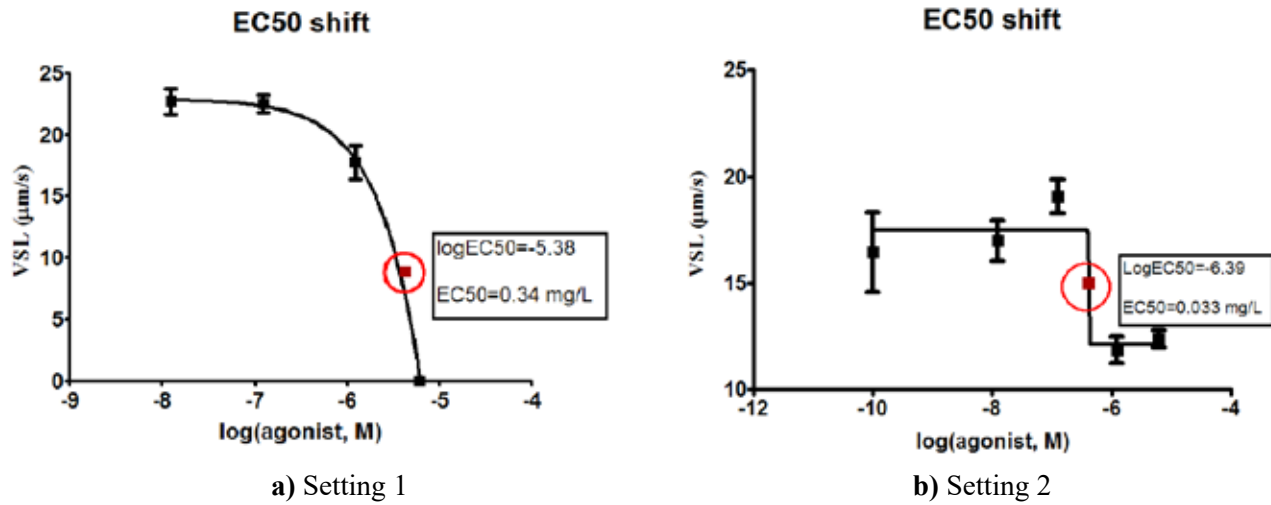 EC50 shift
25
20
15
10
5
0
VSL (µm/s)
-9 -8 -7 -6 -5 -4
log(agonist, M)
logEC50=-5.38
EC50=0.34 mg/L
a) Setting 1
EC50 shift
25
20
15
10
VSL (µm/s)
-12 -10 -8 -6 -4
log(agonist, M)
LogEC50=-6.39
EC50=0.033 mg/L
b) Setting 2